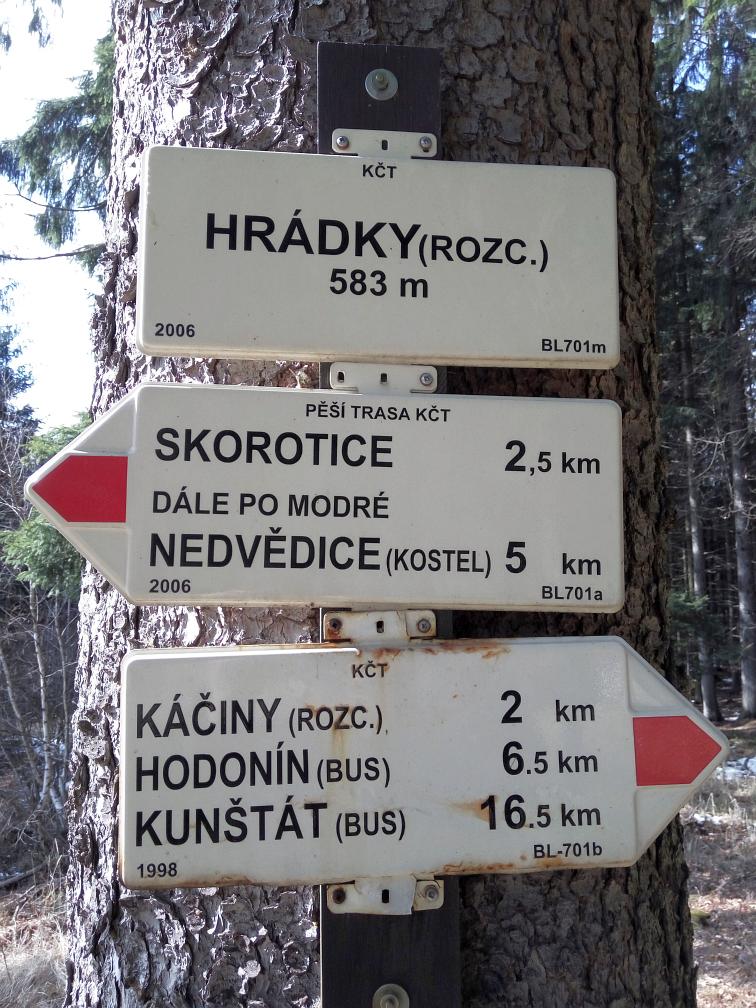 KČT
HRÁDKY (ROZC.)
583 m
2006 BL701m
PĚŠÍ TRASA KČT
SKOROTICE 2,5 km
DÁLE PO MODRÉ
NEDVĚDICE (KOSTEL) 5 km
2006 BL701a
KČT
KÁČINY (ROZC.) 2 km
HODONÍN (BUS) 6.5 km
KUNŠTÁT (BUS) 16.5 km
1998 BL-701b